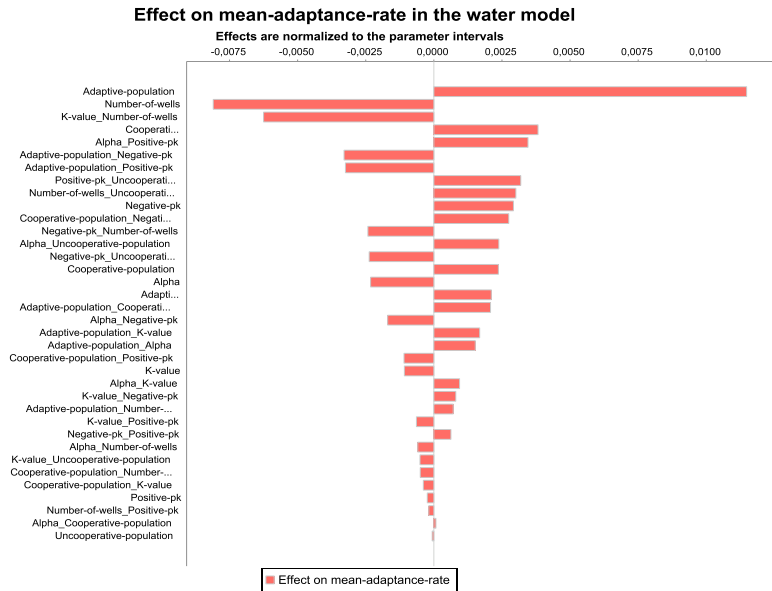 Effect on mean-adaptance-rate in the water model
Effects are normalized to the parameter intervals
-0,0075 -0,0050 -0,0025 0,0000 0,0025 0,0050 0,0075 0,0100
Adaptive-population
Number-of-wells
K-value_Number-of-wells
Cooperati...
Alpha_Positive-pk
Adaptive-population_Negative-pk
Adaptive-population_Positive-pk
Positive-pk_Uncooperati...
Number-of-wells_Uncooperati...
Negative-pk
Cooperative-population_Negati...
Negative-pk_Number-of-wells
Alpha_Uncooperative-population
Negative-pk_Uncooperati...
Cooperative-population
Alpha
Adapti...
Adaptive-population_Cooperati...
Alpha_Negative-pk
Adaptive-population_K-value
Adaptive-population_Alpha
Cooperative-population_Positive-pk
K-value
Alpha_K-value
K-value_Negative-pk
Adaptive-population_Number-...
K-value_Positive-pk
Negative-pk_Positive-pk
Alpha_Number-of-wells
K-value_Uncooperative-population
Cooperative-population_Number-...
Cooperative-population_K-value
Positive-pk
Number-of-wells_Positive-pk
Alpha_Cooperative-population
Uncooperative-population
Effect on mean-adaptance-rate